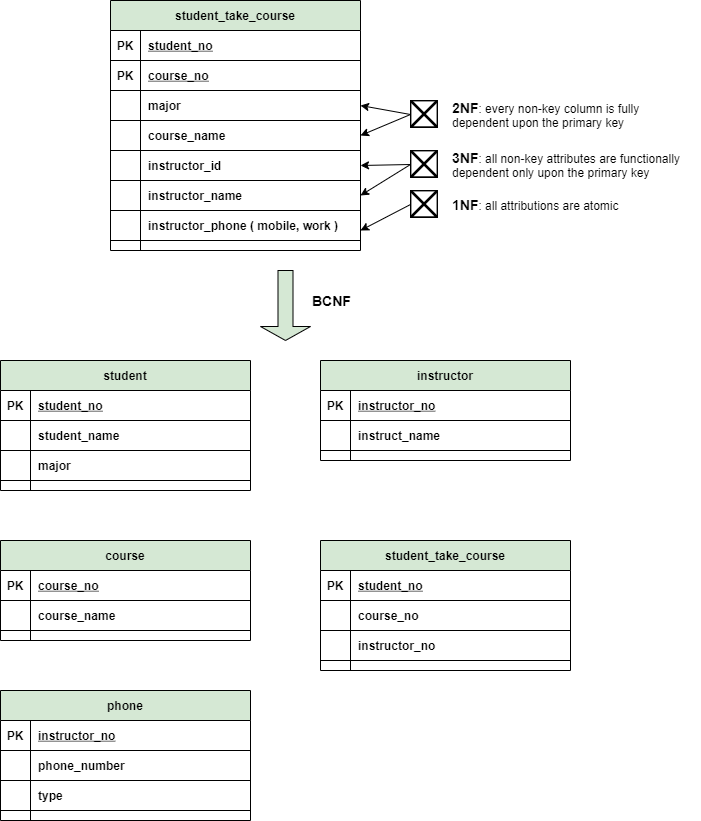 student_take_course
PK student_no
PK course_no
major
course_name
instructor_id
instructor_name
instructor_phone ( mobile, work )
2NF: every non-key column is fully
dependent upon the primary key
3NF: all non-key attributes are functionally
dependent only upon the primary key
1NF: all attributions are atomic
BCNF
student
PK student_no
student_name
major
instructor
PK instructor_no
instruct_name
course
PK course_no
course_name
student_take_course
PK student_no
course_no
instructor_no
phone
PK instructor_no
phone_number
type